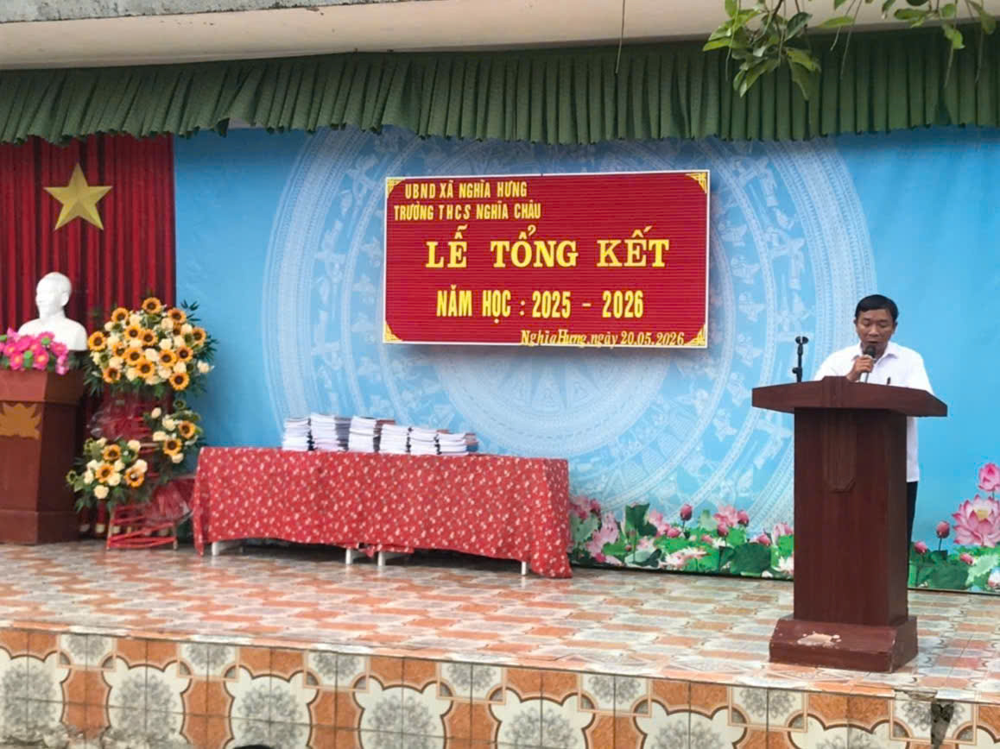 UBND XÃ NGHĨA HƯNG
TRƯỜNG THCS NGHĨA CHÂU
LỄ TỔNG KẾT
NĂM HỌC : 2025 - 2026
Nghĩa Hưng, ngày 20.05.2026